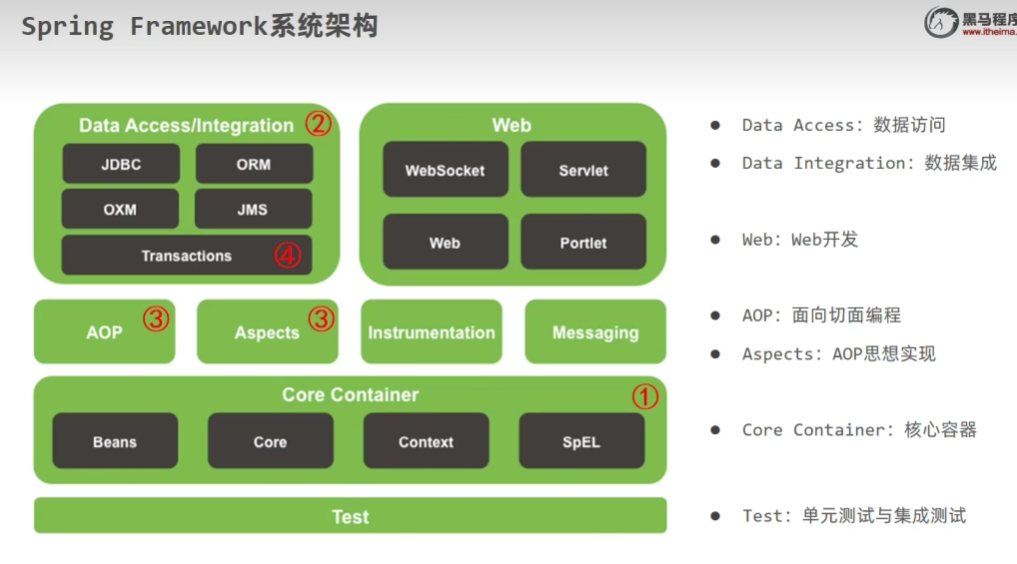 Spring Framework系统架构
黑马程序
www.itheima.
Data Access/Integration ②
JDBC
ORM
OXM
JMS
Transactions ④
Web
WebSocket
Servlet
Web
Portlet
AOP ③
Aspects ③
Instrumentation
Messaging
Core Container ①
Beans
Core
Context
SpEL
Test
● Data Access: 数据访问
● Data Integration: 数据集成
● Web: Web开发
● AOP: 面向切面编程
● Aspects: AOP思想实现
● Core Container: 核心容器
● Test: 单元测试与集成测试